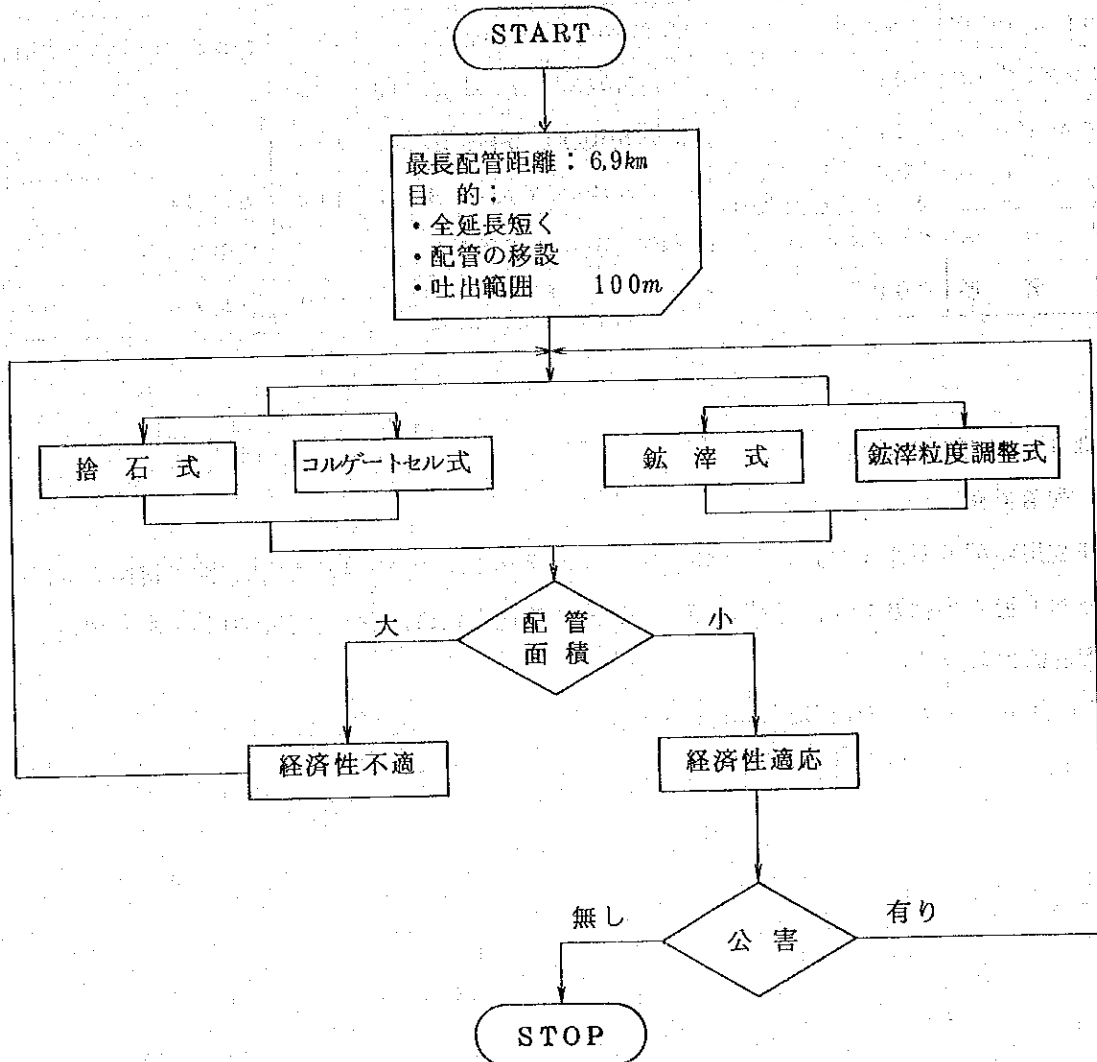 START
最長配管距離：6,9km
目　的；
・全延長短く
・配管の移設
・吐出範囲　　100m
捨　石　式
コルゲートセル式
鉱　滓　式
鉱滓粒度調整式
配　管
面　積
大
小
経済性不適
経済性適応
公　害
無し
有り
STOP